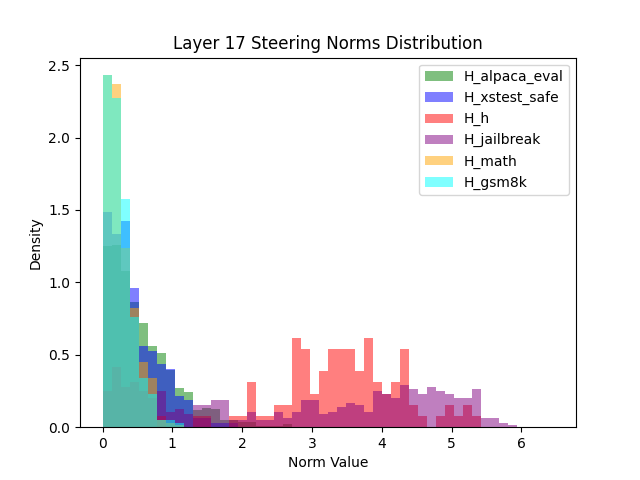 Layer 17 Steering Norms Distribution
H_alpaca_eval
H_xstest_safe
H_h
H_jailbreak
H_math
H_gsm8k
Density
2.5
2.0
1.5
1.0
0.5
0.0
0 1 2 3 4 5 6
Norm Value